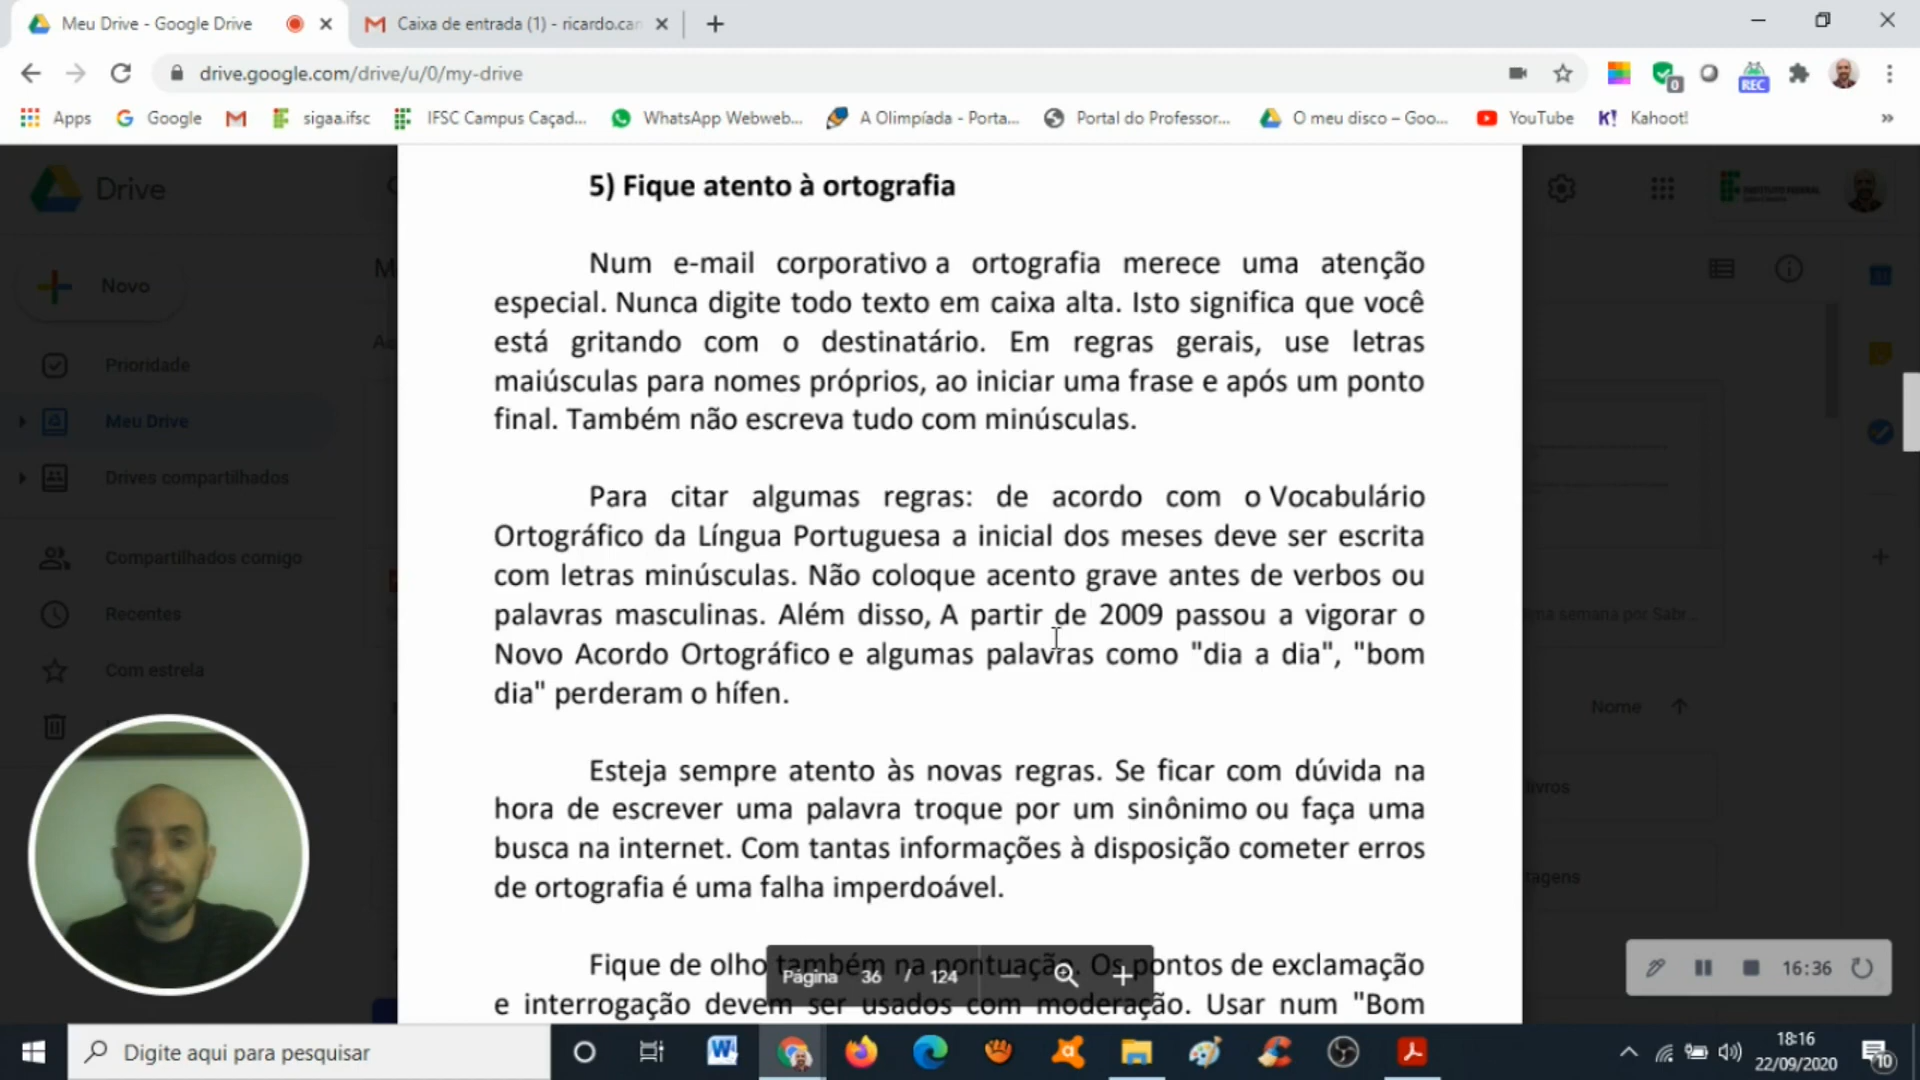 Meu Drive - Google Drive
Caixa de entrada (1) - ricardo.can
drive.google.com/drive/u/0/my-drive
0
REC
Apps
Google
sigaa.ifsc
IFSC Campus Caçad...
WhatsApp Webweb...
A Olimpíada - Porta...
Portal do Professor...
O meu disco – Goo...
YouTube
K! Kahoot!
»
Drive
Novo
Prioridade
Meu Drive
Drives compartilhados
Compartilhados comigo
Recentes
Com estrela
5) Fique atento à ortografia
Num e-mail corporativo a ortografia merece uma atenção
especial. Nunca digite todo texto em caixa alta. Isto significa que você
está gritando com o destinatário. Em regras gerais, use letras
maiúsculas para nomes próprios, ao iniciar uma frase e após um ponto
final. Também não escreva tudo com minúsculas.
Para citar algumas regras: de acordo com o Vocabulário
Ortográfico da Língua Portuguesa a inicial dos meses deve ser escrita
com letras minúsculas. Não coloque acento grave antes de verbos ou
palavras masculinas. Além disso, A partir de 2009 passou a vigorar o
Novo Acordo Ortográfico e algumas palavras como "dia a dia", "bom
dia" perderam o hífen.
Esteja sempre atento às novas regras. Se ficar com dúvida na
hora de escrever uma palavra troque por um sinônimo ou faça uma
busca na internet. Com tantas informações à disposição cometer erros
de ortografia é uma falha imperdoável.
Fique de olho também na pontuação. Os pontos de exclamação
e interrogação devem ser usados com moderação. Usar num "Bom
Página 36 / 124
INSTITUTO FEDERAL
ma semana por Sabr...
Nome
livros
16:36
Digite aqui para pesquisar
18:16
22/09/2020
10